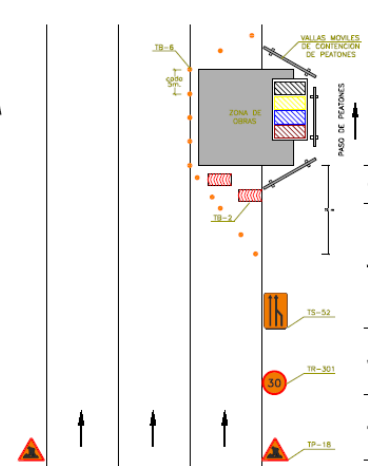 VALLAS MOVILES
DE CONTENCION
DE PEATONES
TB-6
cada
5m.
ZONA DE
OBRAS
PASO DE PEATONES
TB-2
TS-52
TR-301
30
TP-18